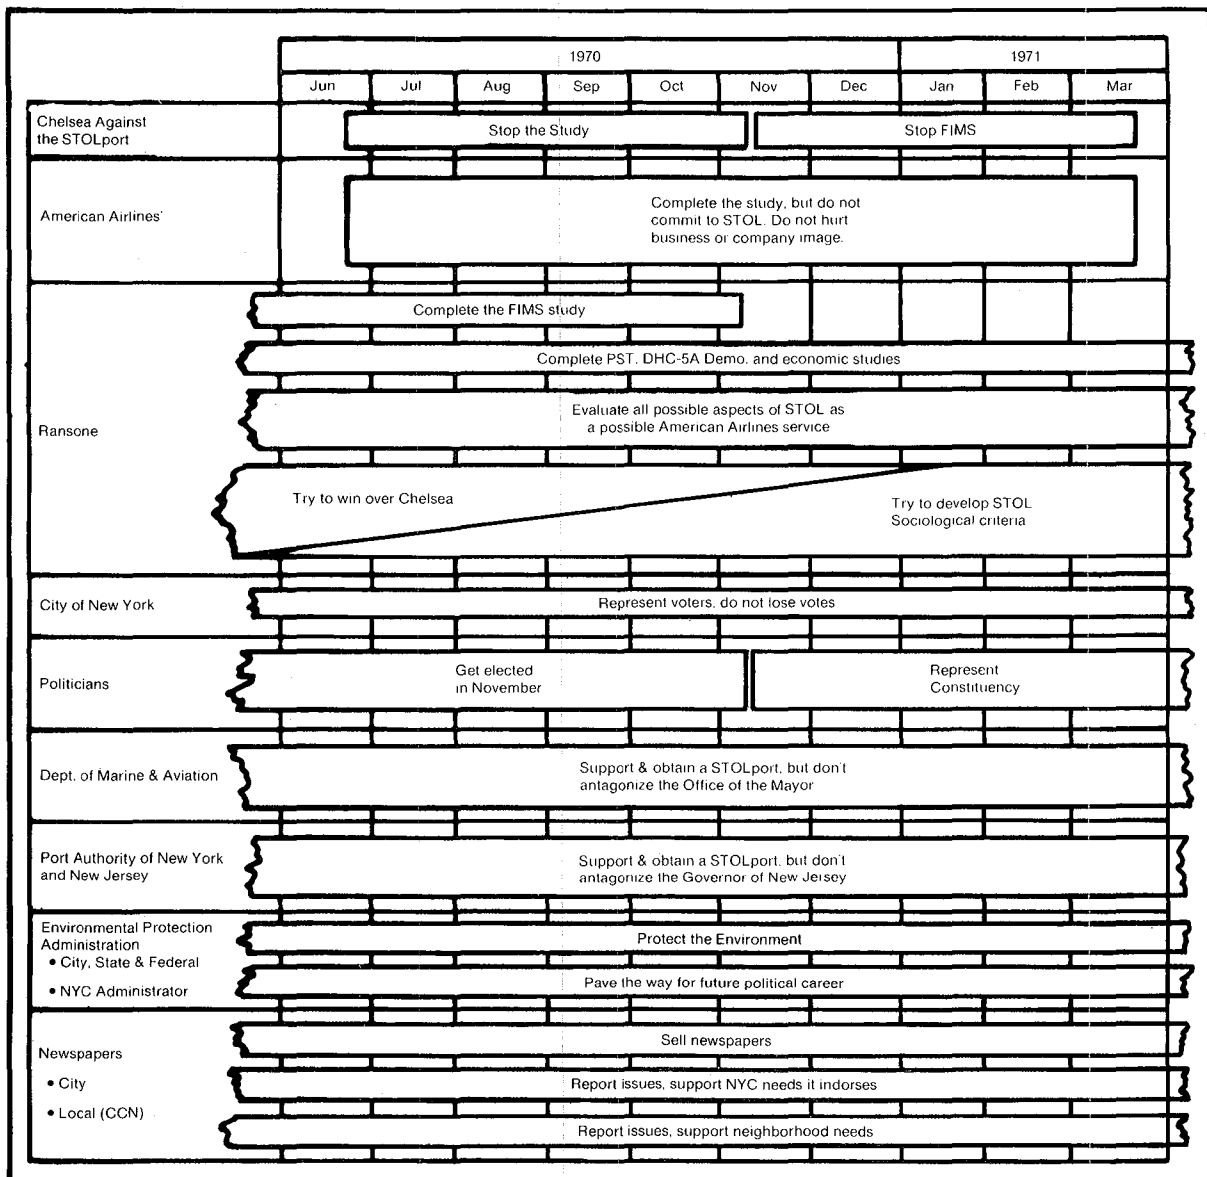 1970
1971
Jun
Jul
Aug
Sep
Oct
Nov
Dec
Jan
Feb
Mar
Chelsea Against
the STOLport
Stop the Study
Stop FIMS
American Airlines'
Complete the study, but do not
commit to STOL. Do not hurt
business or company image.
Ransone
Complete the FIMS study
Complete PST. DHC-5A Demo. and economic studies
Evaluate all possible aspects of STOL as
a possible American Airlines service
Try to win over Chelsea
Try to develop STOL
Sociological criteria
City of New York
Represent voters, do not lose votes
Politicians
Get elected
in November
Represent
Constituency
Dept. of Marine & Aviation
Support & obtain a STOLport, but don't
antagonize the Office of the Mayor
Port Authority of New York
and New Jersey
Support & obtain a STOLport, but don't
antagonize the Governor of New Jersey
Environmental Protection
Administration
• City, State & Federal
• NYC Administrator
Protect the Environment
Pave the way for future political career
Newspapers
• City
• Local (CCN)
Sell newspapers
Report issues, support NYC needs it indorses
Report issues, support neighborhood needs